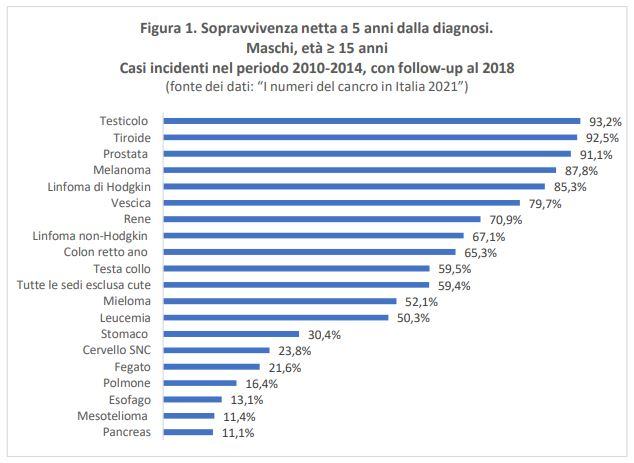 Figura 1. Sopravvivenza netta a 5 anni dalla diagnosi.
Maschi, età ≥ 15 anni
Casi incidenti nel periodo 2010-2014, con follow-up al 2018
(fonte dei dati: “I numeri del cancro in Italia 2021”)
Testicolo 93,2%
Tiroide 92,5%
Prostata 91,1%
Melanoma 87,8%
Linfoma di Hodgkin 85,3%
Vescica 79,7%
Rene 70,9%
Linfoma non-Hodgkin 67,1%
Colon retto ano 65,3%
Testa collo 59,5%
Tutte le sedi esclusa cute 59,4%
Mieloma 52,1%
Leucemia 50,3%
Stomaco 30,4%
Cervello SNC 23,8%
Fegato 21,6%
Polmone 16,4%
Esofago 13,1%
Mesotelioma 11,4%
Pancreas 11,1%